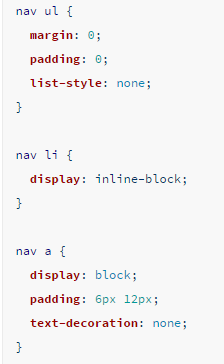 nav ul {
  margin: 0;
  padding: 0;
  list-style: none;
}

nav li {
  display: inline-block;
}

nav a {
  display: block;
  padding: 6px 12px;
  text-decoration: none;
}